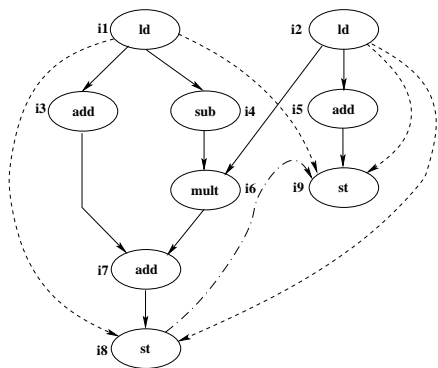 i1 ld i2 ld
i3 add sub i4 i5 add
mult i6 i9 st
i7 add
i8 st